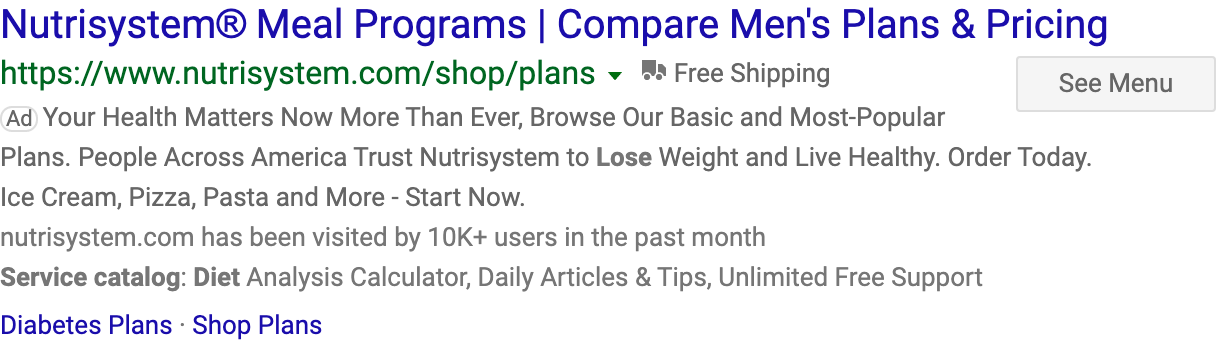 Nutrisystem® Meal Programs | Compare Men's Plans & Pricing
https://www.nutrisystem.com/shop/plans Free Shipping
See Menu
Ad Your Health Matters Now More Than Ever, Browse Our Basic and Most-Popular
Plans. People Across America Trust Nutrisystem to Lose Weight and Live Healthy. Order Today.
Ice Cream, Pizza, Pasta and More - Start Now.
nutrisystem.com has been visited by 10K+ users in the past month
Service catalog: Diet Analysis Calculator, Daily Articles & Tips, Unlimited Free Support
Diabetes Plans · Shop Plans